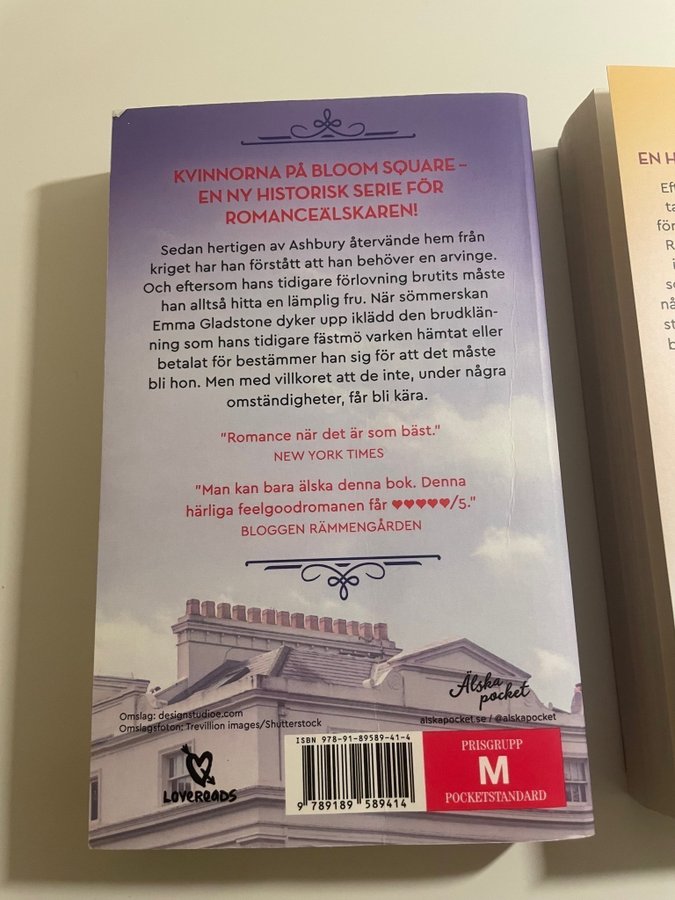 KVINNORNA PÅ BLOOM SQUARE –
EN NY HISTORISK SERIE FÖR
ROMANCEÄLSKAREN!
Sedan hertigen av Ashbury återvände hem från
kriget har han förstått att han behöver en arvinge.
Och eftersom hans tidigare förlovning brutits måste
han alltså hitta en lämplig fru. När sömmerskan
Emma Gladstone dyker upp iklädd den brudklän-
ning som hans tidigare fästmö varken hämtat eller
betalat för bestämmer han sig för att det måste
bli hon. Men med villkoret att de inte, under några
omständigheter, får bli kära.
"Romance när det är som bäst."
NEW YORK TIMES
"Man kan bara älska denna bok. Denna
härliga feelgoodromanen får ♥♥♥♥♥/5."
BLOGGEN RÄMMENGÅRDEN
Älska
pocket
Omslag: designstudioe.com
Omslagsfoton: Trevillion images/Shutterstock
alskapocket.se / @alskapocket
LOVEREADS
ISBN 978-91-89589-41-4
9 789189 589414
PRISGRUPP
M
POCKETSTANDARD
EN H
Ef
ta
för
R
i
so
nå
st
b